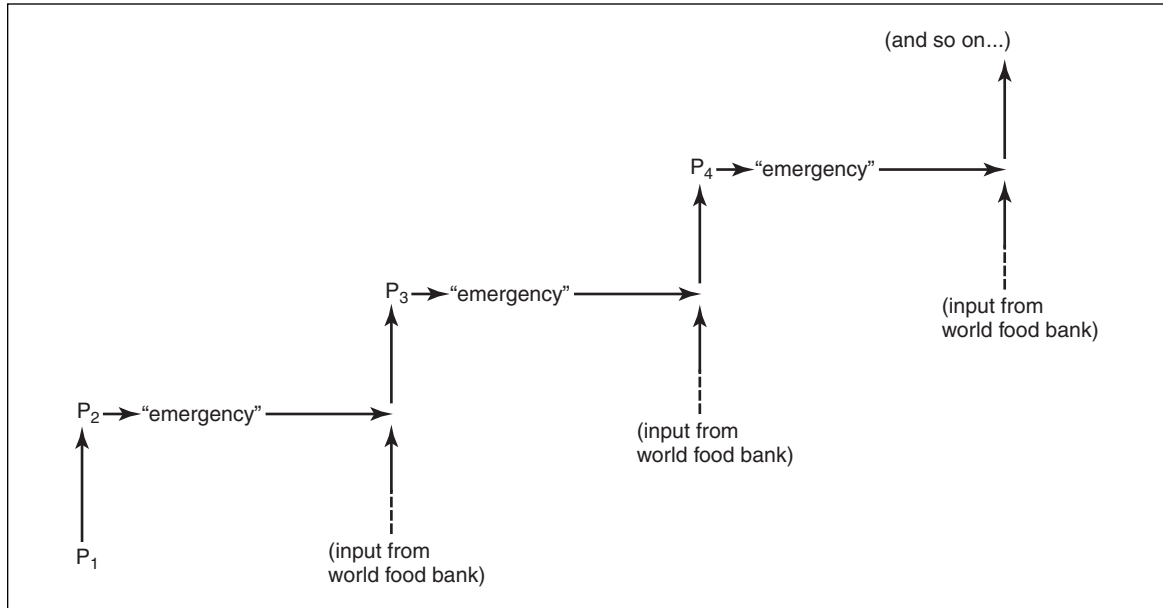 (and so on...)
P₄ “emergency”
P₃ “emergency”
(input from
world food bank)
P₂ “emergency”
(input from
world food bank)
P₁
(input from
world food bank)